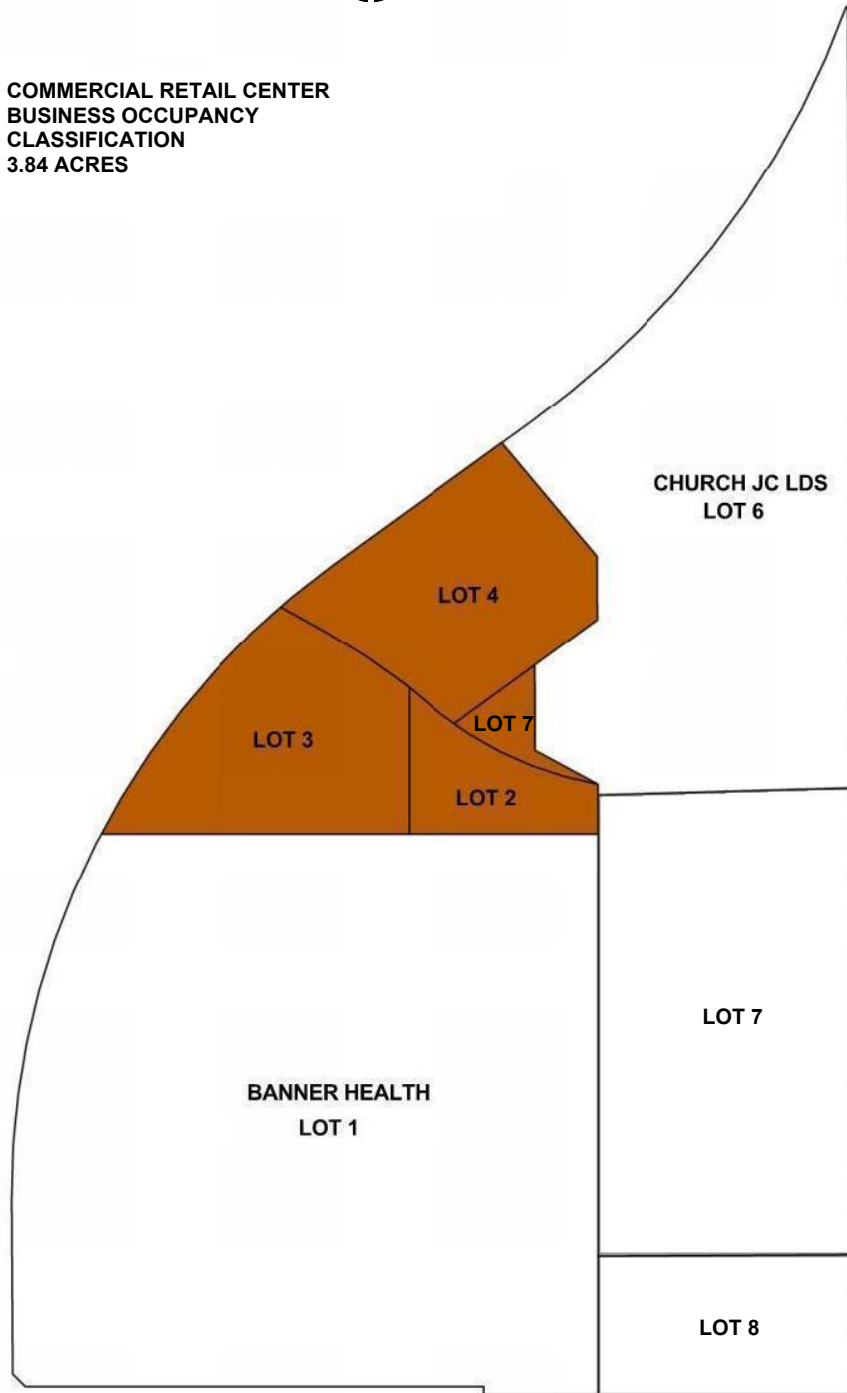 COMMERCIAL RETAIL CENTER
BUSINESS OCCUPANCY
CLASSIFICATION
3.84 ACRES
CHURCH JC LDS
LOT 6
LOT 4
LOT 7
LOT 3
LOT 2
LOT 7
BANNER HEALTH
LOT 1
LOT 8